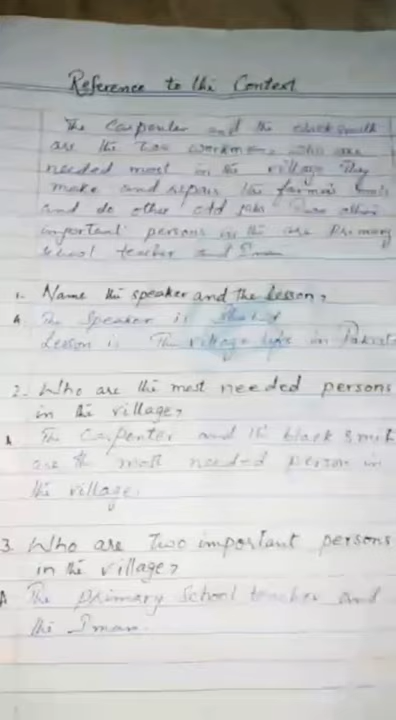 Reference to the Context
The Carpenter and the blacksmith
are the two workmen who are
needed most in the village They
make and repair the farmer's tools
and do other odd jobs Two other
important persons in the are Primary
School teacher and Imam
1. Name the speaker and the lesson?
A The Speaker is
Lesson is The village life in Pakist
2. Who are the most needed persons
in the village?
A The Carpenter and the black Smit
are the most needed person in
the village.
3. Who are Two important persons
in the village?
A The primary School teacher and
the Imam.